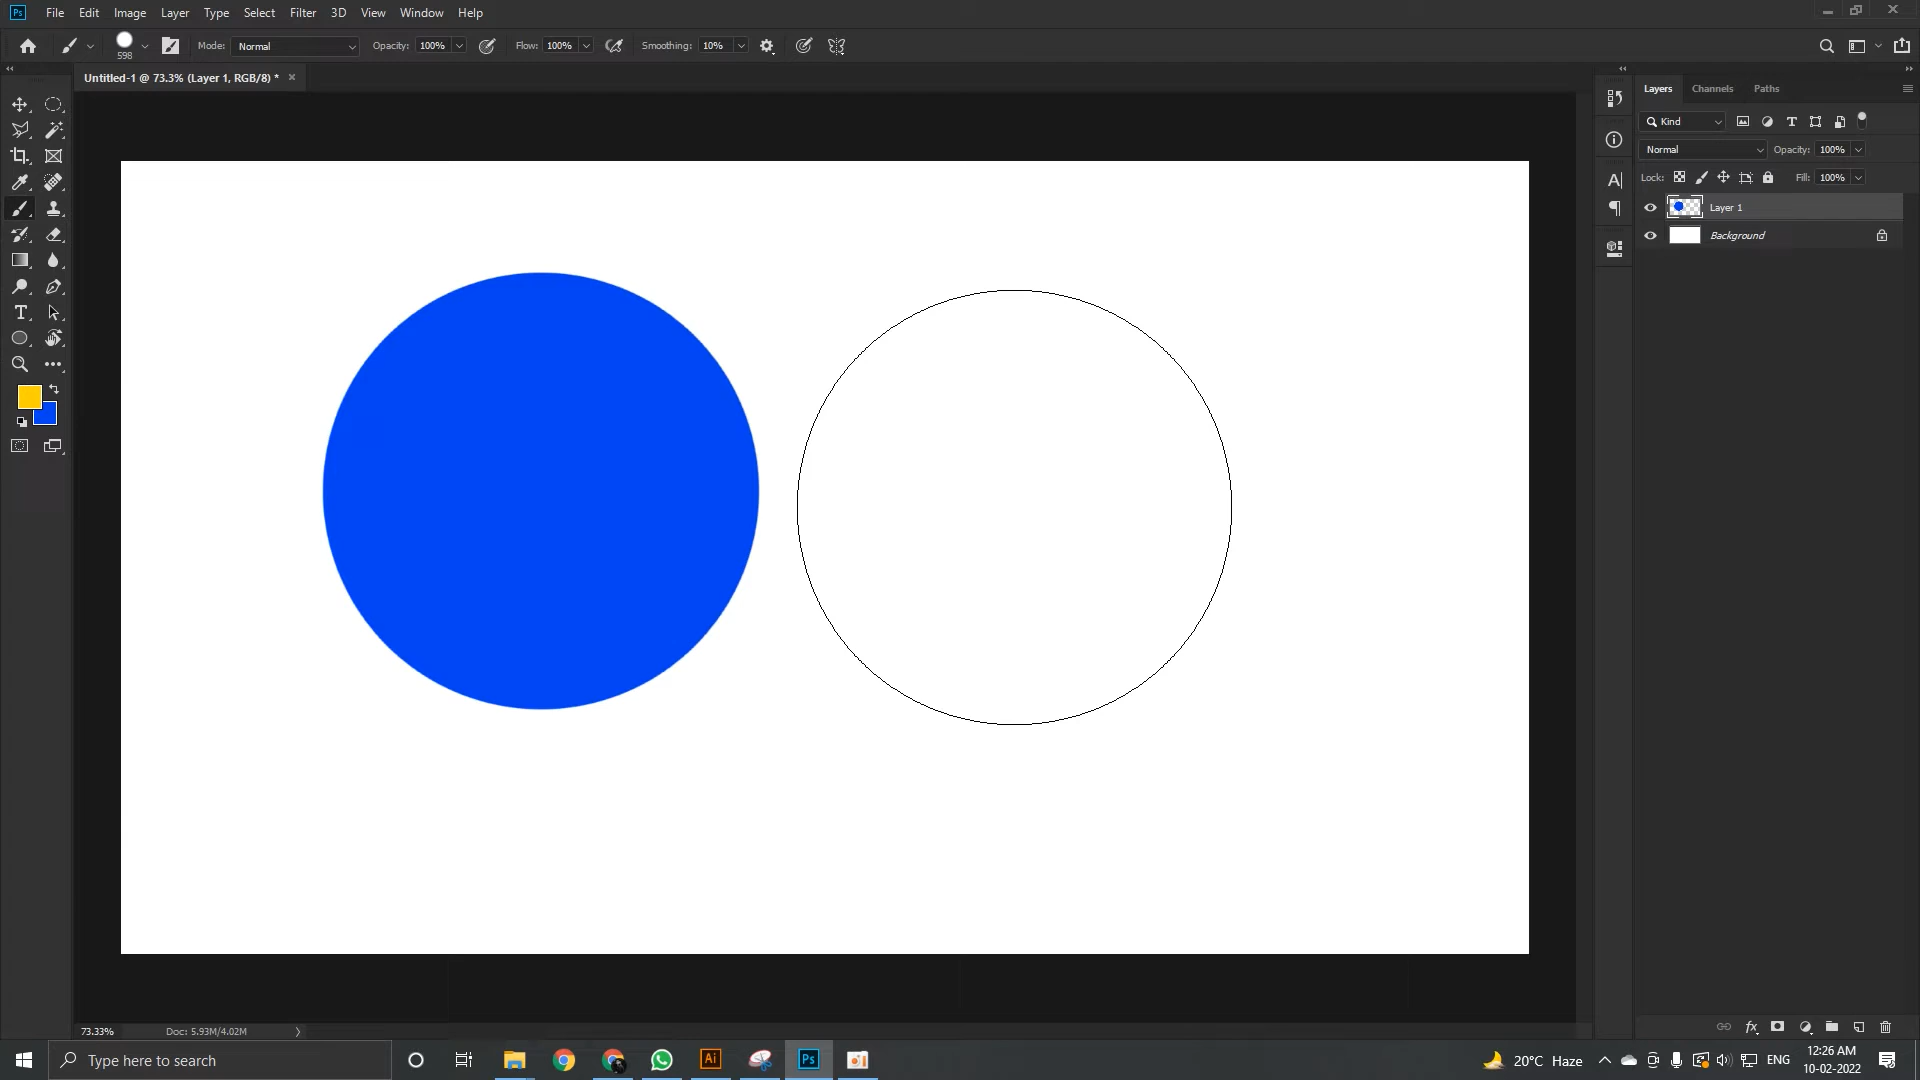 Ps File Edit Image Layer Type Select Filter 3D View Window Help
598 Mode: Normal Opacity: 100% Flow: 100% Smoothing: 10%
Untitled-1 @ 73.3% (Layer 1, RGB/8) * ×
Layers Channels Paths
Kind
Normal Opacity: 100%
Lock: Fill: 100%
Layer 1
Background
73.33% Doc: 5.93M/4.02M
Type here to search
Ai Ps
20°C Haze ENG
12:26 AM
10-02-2022